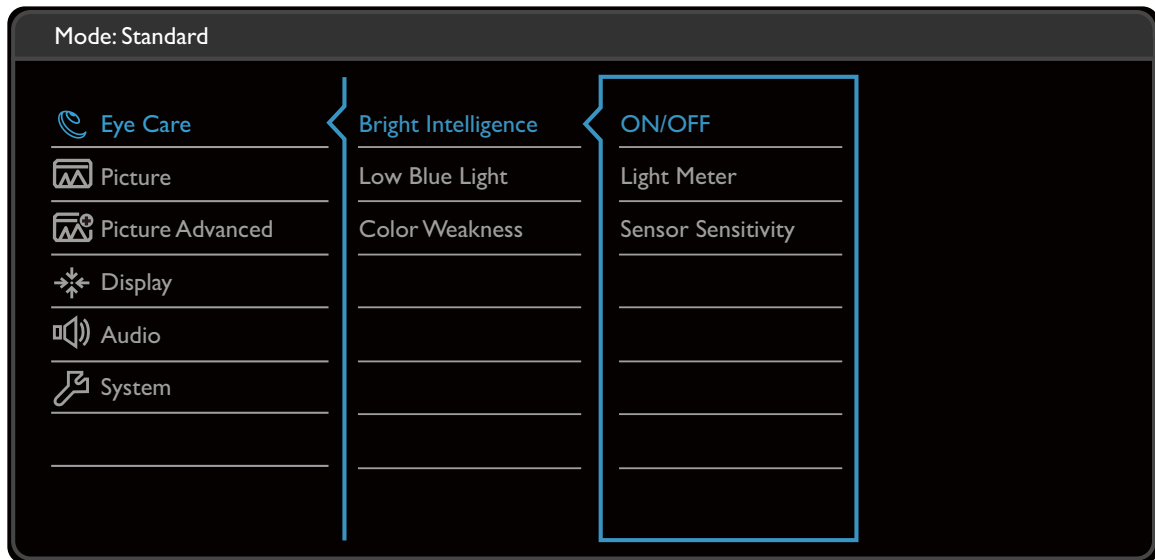 Mode: Standard
Eye Care
Bright Intelligence
ON/OFF
Picture
Low Blue Light
Light Meter
Picture Advanced
Color Weakness
Sensor Sensitivity
Display
Audio
System